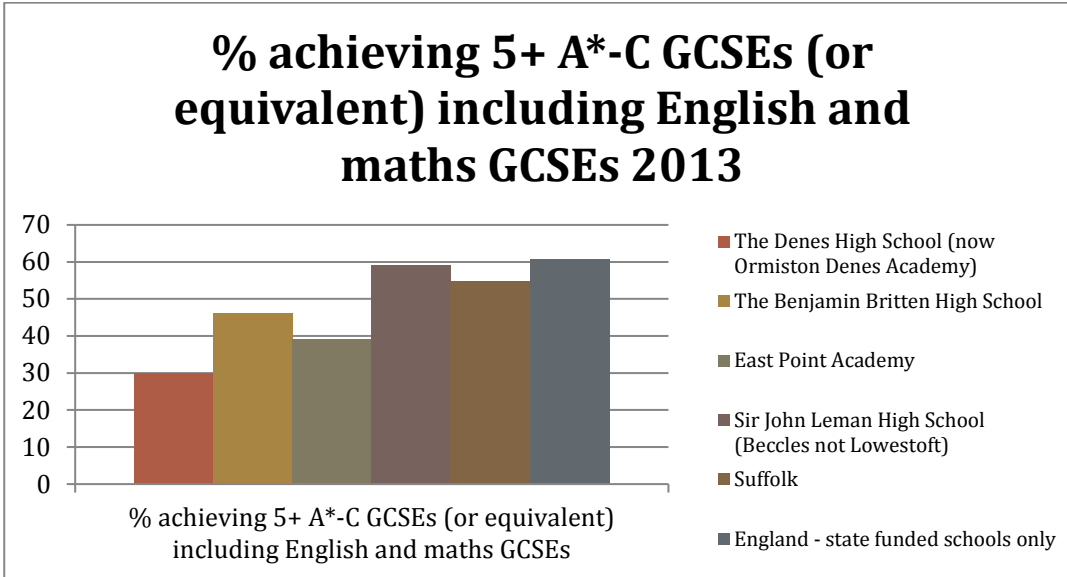 % achieving 5+ A*-C GCSEs (or
equivalent) including English and
maths GCSEs 2013
70
60
50
40
30
20
10
0
% achieving 5+ A*-C GCSEs (or equivalent)
including English and maths GCSEs
The Denes High School (now
Ormiston Denes Academy)
The Benjamin Britten High School
East Point Academy
Sir John Leman High School
(Beccles not Lowestoft)
Suffolk
England - state funded schools only